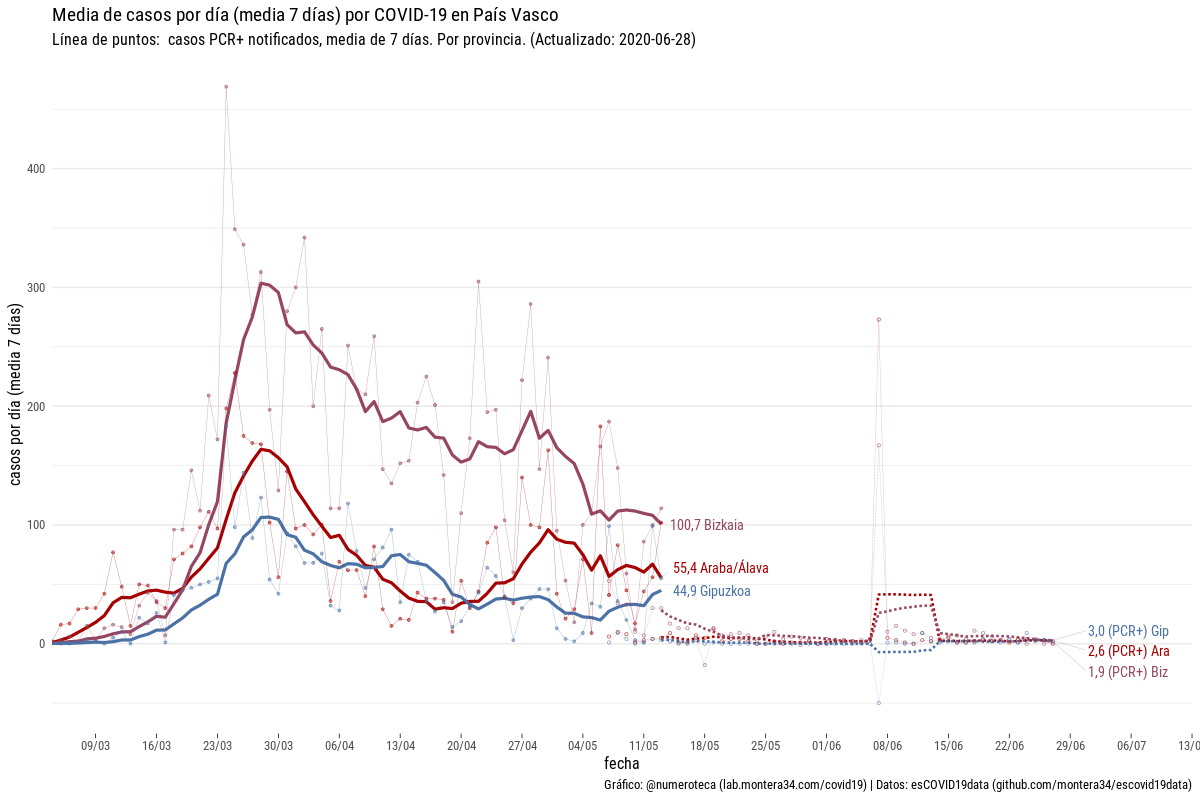 Media de casos por día (media 7 días) por COVID-19 en País Vasco
Línea de puntos:  casos PCR+ notificados, media de 7 días. Por provincia. (Actualizado: 2020-06-28)
casos por día (media 7 días)
400
300
200
100
0
100,7 Bizkaia
55,4 Araba/Álava
44,9 Gipuzkoa
3,0 (PCR+) Gip
2,6 (PCR+) Ara
1,9 (PCR+) Biz
09/03 16/03 23/03 30/03 06/04 13/04 20/04 27/04 04/05 11/05 18/05 25/05 01/06 08/06 15/06 22/06 29/06 06/07 13/0
fecha
Gráfico: @numeroteca (lab.montera34.com/covid19) | Datos: esCOVID19data (github.com/montera34/escovid19data)